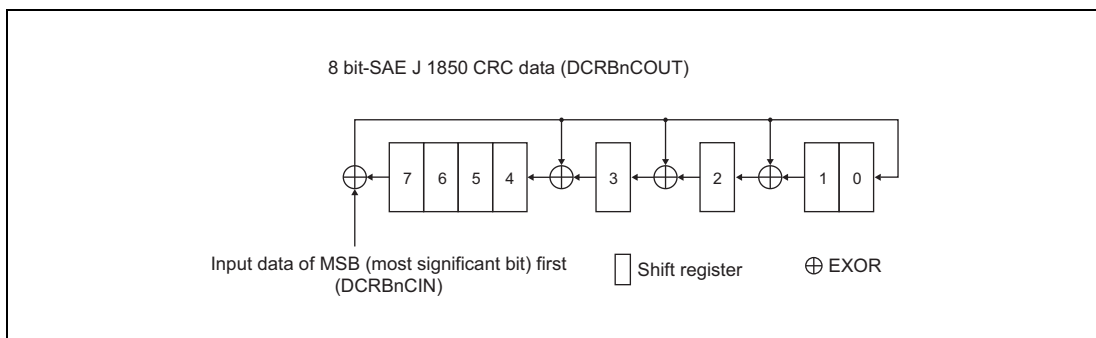 8 bit-SAE J 1850 CRC data (DCRBnCOUT)
7 6 5 4 3 2 1 0
Input data of MSB (most significant bit) first
(DCRBnCIN)
Shift register
EXOR